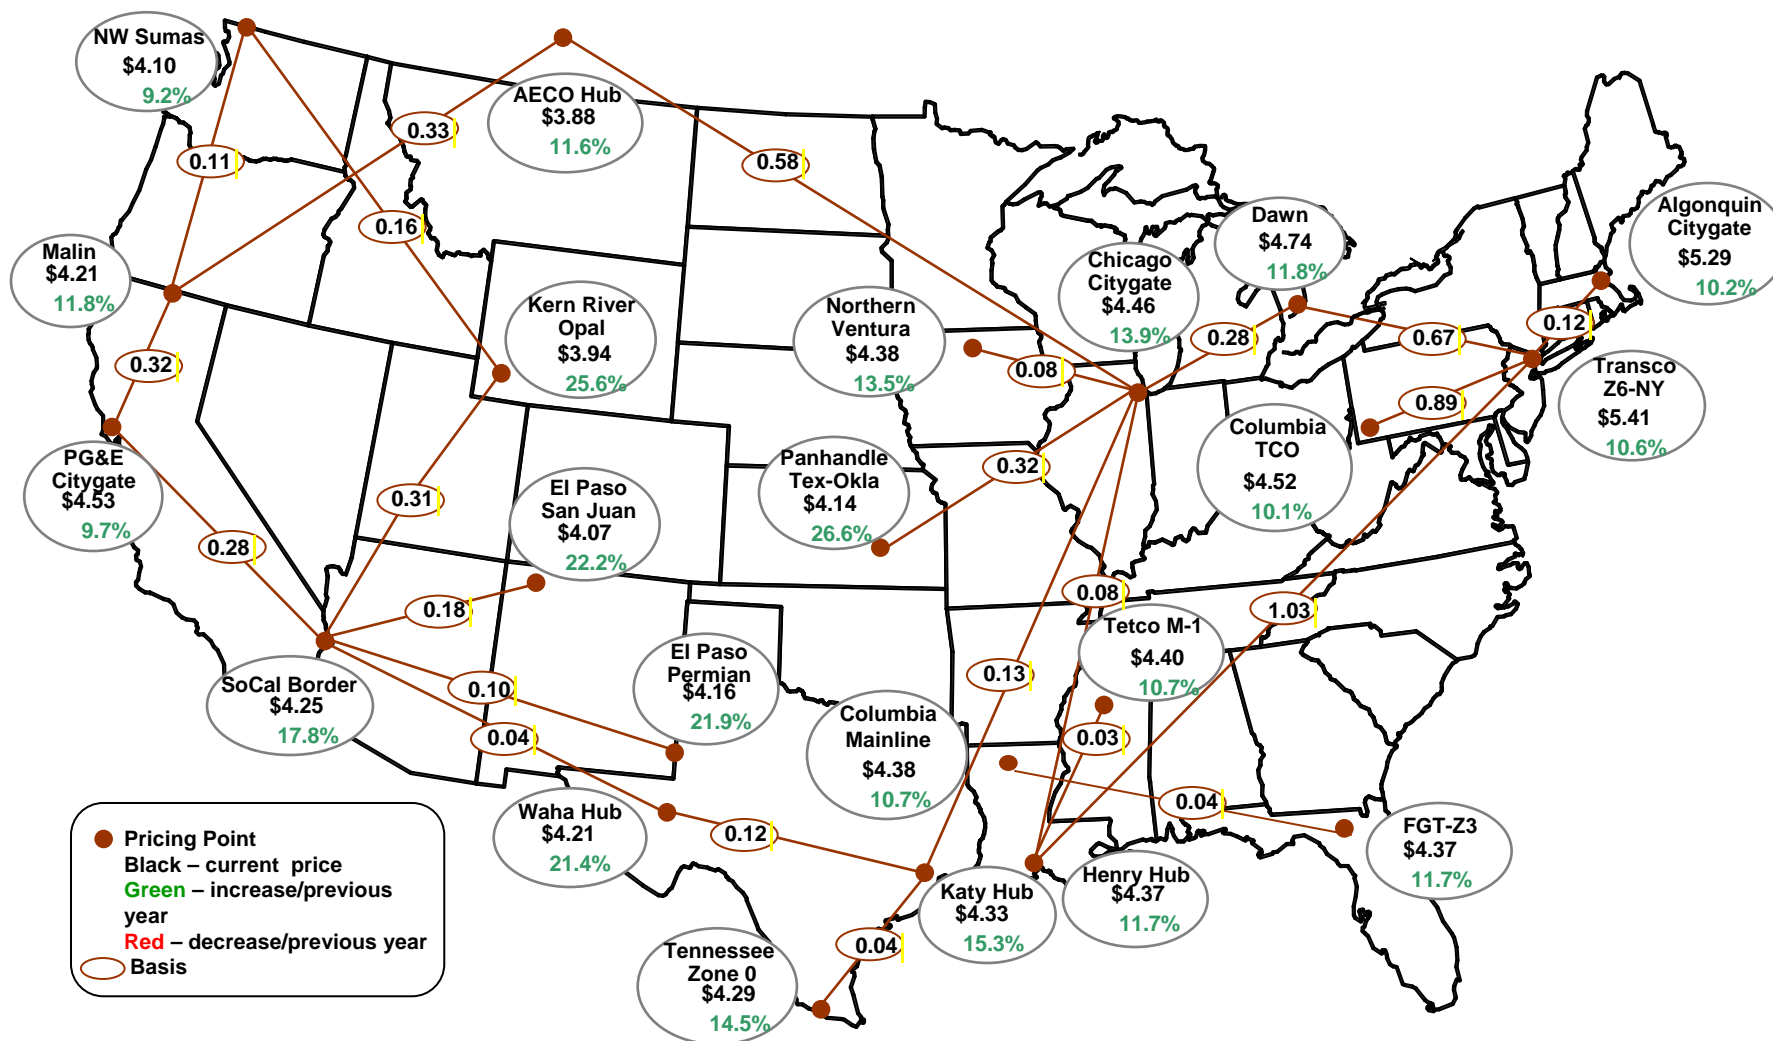 NW Sumas
$4.10
9.2%
AECO Hub
$3.88
11.6%
0.33
0.11
0.58
0.16
Malin
$4.21
11.8%
Kern River
Opal
$3.94
25.6%
Northern
Ventura
$4.38
13.5%
Chicago
Citygate
$4.46
13.9%
Dawn
$4.74
11.8%
Algonquin
Citygate
$5.29
10.2%
0.32
0.08
0.28
0.67
0.12
0.89
Transco
Z6-NY
$5.41
10.6%
PG&E
Citygate
$4.53
9.7%
0.31
0.28
El Paso
San Juan
$4.07
22.2%
Panhandle
Tex-Okla
$4.14
26.6%
0.32
Columbia
TCO
$4.52
10.1%
0.18
0.08
1.03
SoCal Border
$4.25
17.8%
0.10
0.04
El Paso
Permian
$4.16
21.9%
0.13
Tetco M-1
$4.40
10.7%
0.03
Columbia
Mainline
$4.38
10.7%
0.04
Waha Hub
$4.21
21.4%
0.12
FGT-Z3
$4.37
11.7%
Katy Hub
$4.33
15.3%
Henry Hub
$4.37
11.7%
0.04
Tennessee
Zone 0
$4.29
14.5%
Pricing Point
Black – current price
Green – increase/previous
year
Red – decrease/previous year
Basis